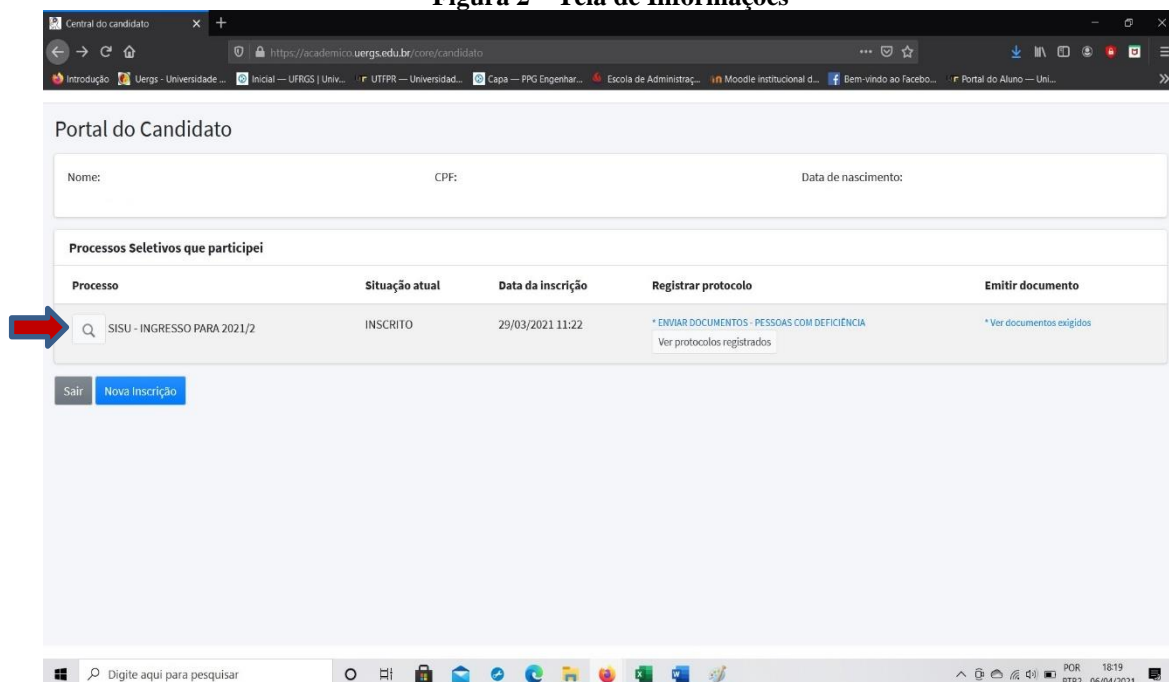 Figura 2 – Tela de Informações
Central do candidato
https://academico.uergs.edu.br/core/candidato
Introdução Uergs - Universidade ... Inicial — UFRGS | Univ... UTFPR — Universidad... Capa — PPG Engenhar... Escola de Administraç... Moodle institucional d... Bem-vindo ao Facebo... Portal do Aluno — Uni...
Portal do Candidato
Nome: CPF: Data de nascimento:
Processos Seletivos que participei
Processo Situação atual Data da inscrição Registrar protocolo Emitir documento
SISU - INGRESSO PARA 2021/2 INSCRITO 29/03/2021 11:22 * ENVIAR DOCUMENTOS - PESSOAS COM DEFICIÊNCIA * Ver documentos exigidos
Ver protocolos registrados
Sair Nova Inscrição
Digite aqui para pesquisar POR 18:19
PTB2 06/04/2021